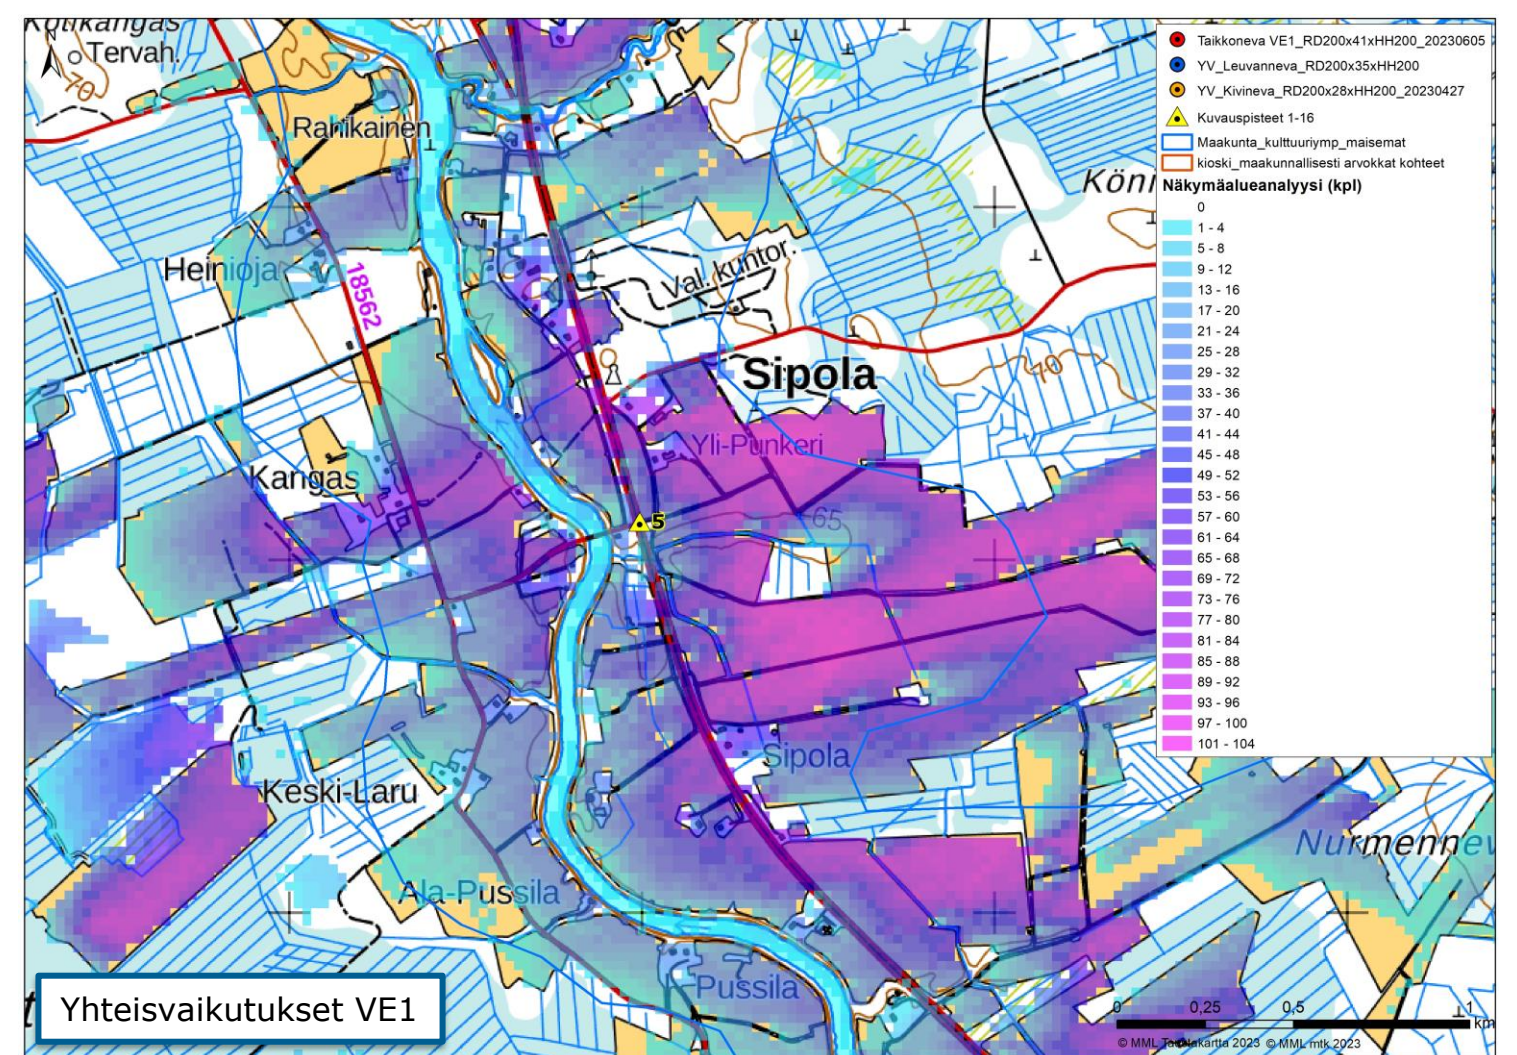 Kotikangas
Tervah.
70
Rahikainen
Heinioja
18562
Val. kuntor.
Sipola
Yli-Punkeri
70
Kangas
5
65
Sipola
Keski-Laru
Ala-Pussila
Pussila
Taikkoneva VE1_RD200x41xHH200_20230605
YV_Leuvanneva_RD200x35xHH200
YV_Kivineva_RD200x28xHH200_20230427
Kuvauspisteet 1-16
Maakunta_kulttuuriymp_maisemat
kioski_maakunnallisesti arvokkat kohteet
Näkymäalueanalyysi (kpl)
0
1 - 4
5 - 8
9 - 12
13 - 16
17 - 20
21 - 24
25 - 28
29 - 32
33 - 36
37 - 40
41 - 44
45 - 48
49 - 52
53 - 56
57 - 60
61 - 64
65 - 68
69 - 72
73 - 76
77 - 80
81 - 84
85 - 88
89 - 92
93 - 96
97 - 100
101 - 104
Könn
Nurmennev
0 0,25 0,5 1
km
© MML Taustakartta 2023 © MML mtk 2023
Yhteisvaikutukset VE1